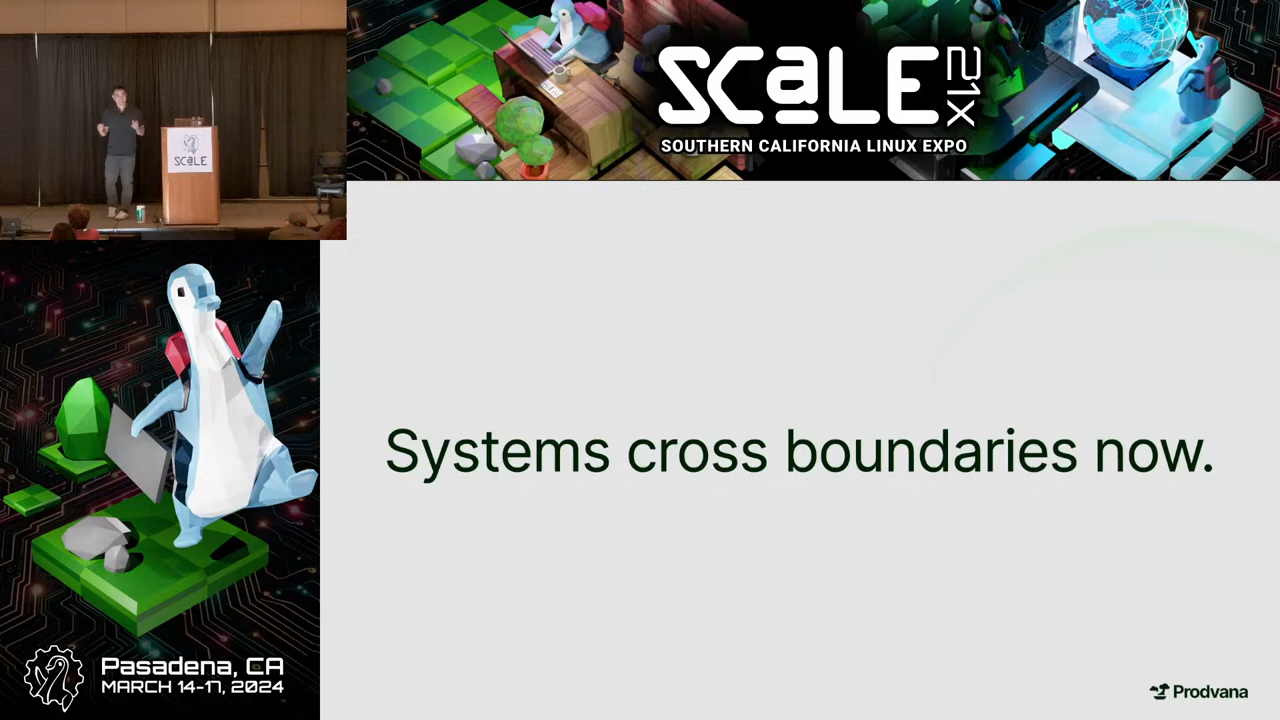 SCaLE 21x
SOUTHERN CALIFORNIA LINUX EXPO
SCaLE
Systems cross boundaries now.
Pasadena, CA
MARCH 14-17, 2024
Prodvana